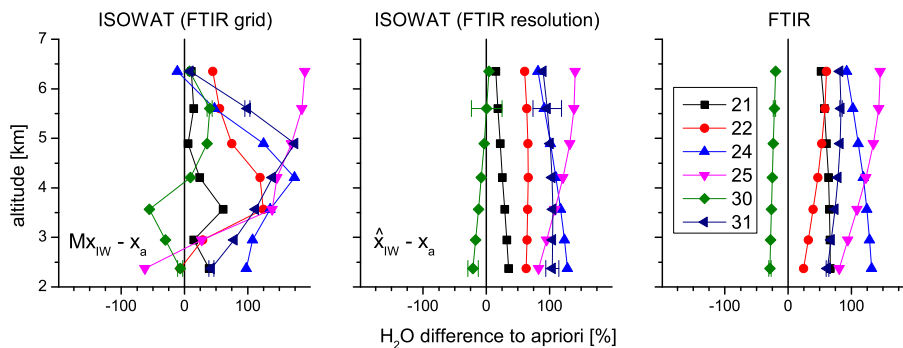 ISOWAT (FTIR grid)
ISOWAT (FTIR resolution)
FTIR
altitude [km]
7
6
5
4
3
2
Mx_IW - x_a
x̂_IW - x_a
21
22
24
25
30
31
-100 0 100
-100 0 100
-100 0 100
H₂O difference to apriori [%]